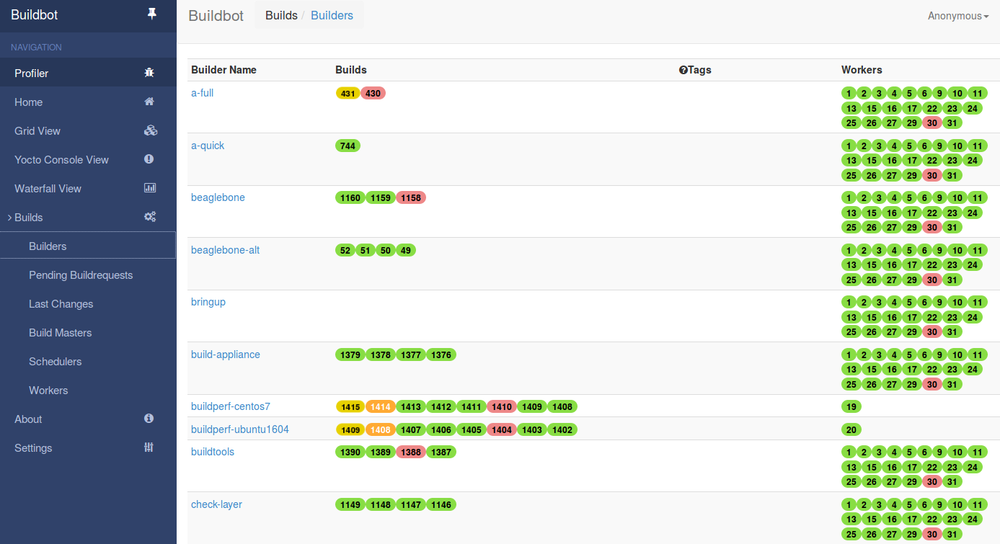 Buildbot
NAVIGATION
Profiler
Home
Grid View
Yocto Console View
Waterfall View
Builds
Builders
Pending Buildrequests
Last Changes
Build Masters
Schedulers
Workers
About
Settings
Buildbot Builds / Builders Anonymous
Builder Name Builds Tags Workers
a-full 431 430 1 2 3 4 5 6 9 10 11
13 15 16 17 22 23 24
25 26 27 29 30 31
a-quick 744 1 2 3 4 5 6 9 10 11
13 15 16 17 22 23 24
25 26 27 29 30 31
beaglebone 1160 1159 1158 1 2 3 4 5 6 9 10 11
13 15 16 17 22 23 24
25 26 27 29 30 31
beaglebone-alt 52 51 50 49 1 2 3 4 5 6 9 10 11
13 15 16 17 22 23 24
25 26 27 29 30 31
bringup 1 2 3 4 5 6 9 10 11
13 15 16 17 22 23 24
25 26 27 29 30 31
build-appliance 1379 1378 1377 1376 1 2 3 4 5 6 9 10 11
13 15 16 17 22 23 24
25 26 27 29 30 31
buildperf-centos7 1415 1414 1413 1412 1411 1410 1409 1408 19
buildperf-ubuntu1604 1409 1408 1407 1406 1405 1404 1403 1402 20
buildtools 1390 1389 1388 1387 1 2 3 4 5 6 9 10 11
13 15 16 17 22 23 24
25 26 27 29 30 31
check-layer 1149 1148 1147 1146 1 2 3 4 5 6 9 10 11
13 15 16 17 22 23 24
25 26 27 29 30 31